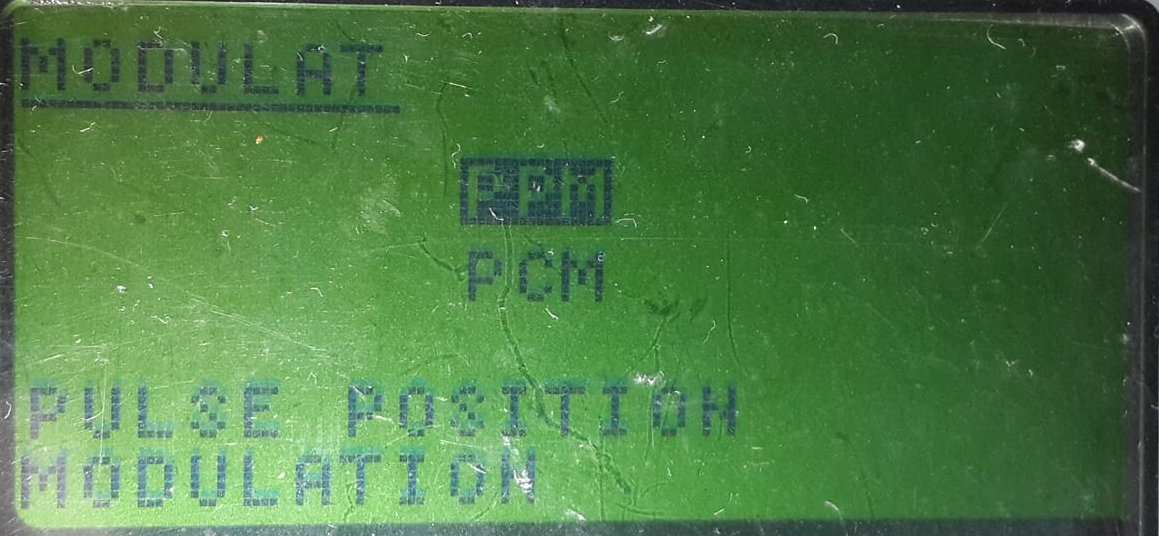 MODULAT
PPM
PCM
PULSE POSITION
MODULATION